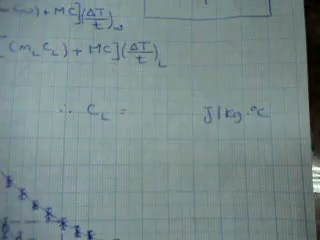 ω) + MC](ΔT/t)ω
[(mLCL) + MC](ΔT/t)L
∴ CL =      J/kg·°C